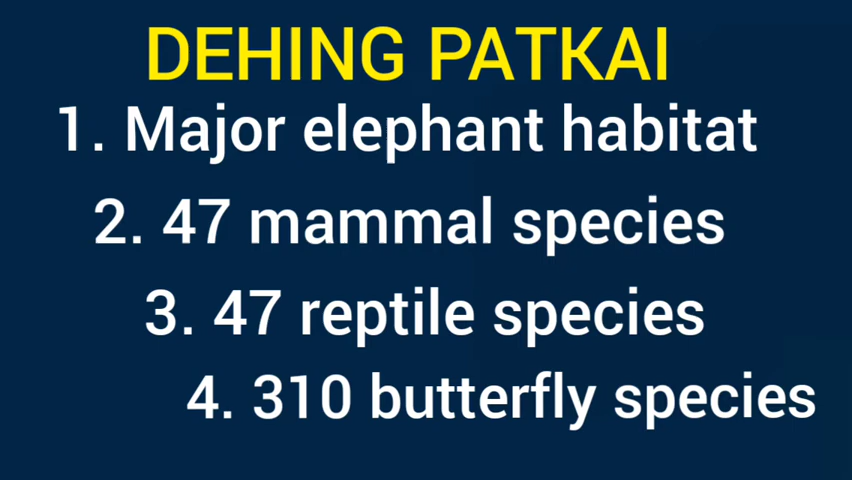 DEHING PATKAI
1. Major elephant habitat
2. 47 mammal species
3. 47 reptile species
4. 310 butterfly species